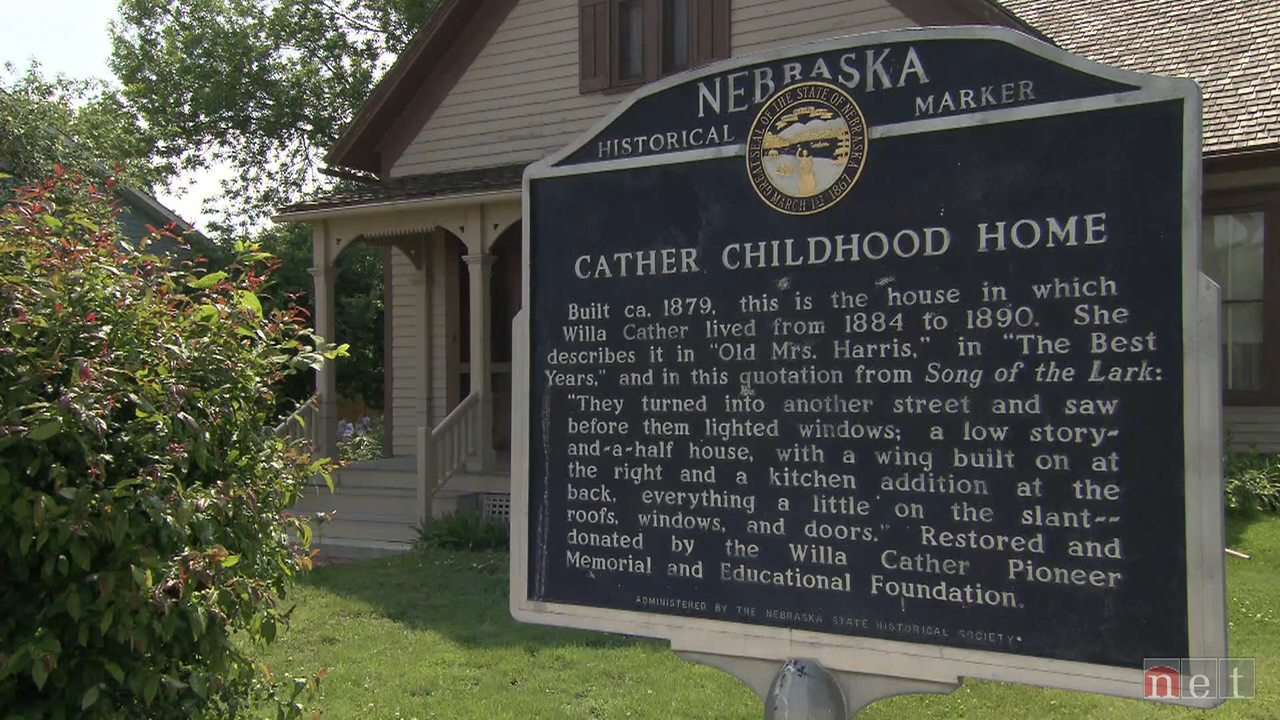 NEBRASKA
HISTORICAL MARKER
GREAT SEAL OF THE STATE OF NEBRASKA
MARCH 1ST 1867
CATHER CHILDHOOD HOME
Built ca. 1879, this is the house in which
Willa Cather lived from 1884 to 1890. She
describes it in "Old Mrs. Harris," in "The Best
Years," and in this quotation from Song of the Lark:
"They turned into another street and saw
before them lighted windows; a low story-
and-a-half house, with a wing built on at
the right and a kitchen addition at the
back, everything a little on the slant--
roofs, windows, and doors." Restored and
donated by the Willa Cather Pioneer
Memorial and Educational Foundation.
ADMINISTERED BY THE NEBRASKA STATE HISTORICAL SOCIETY.
net